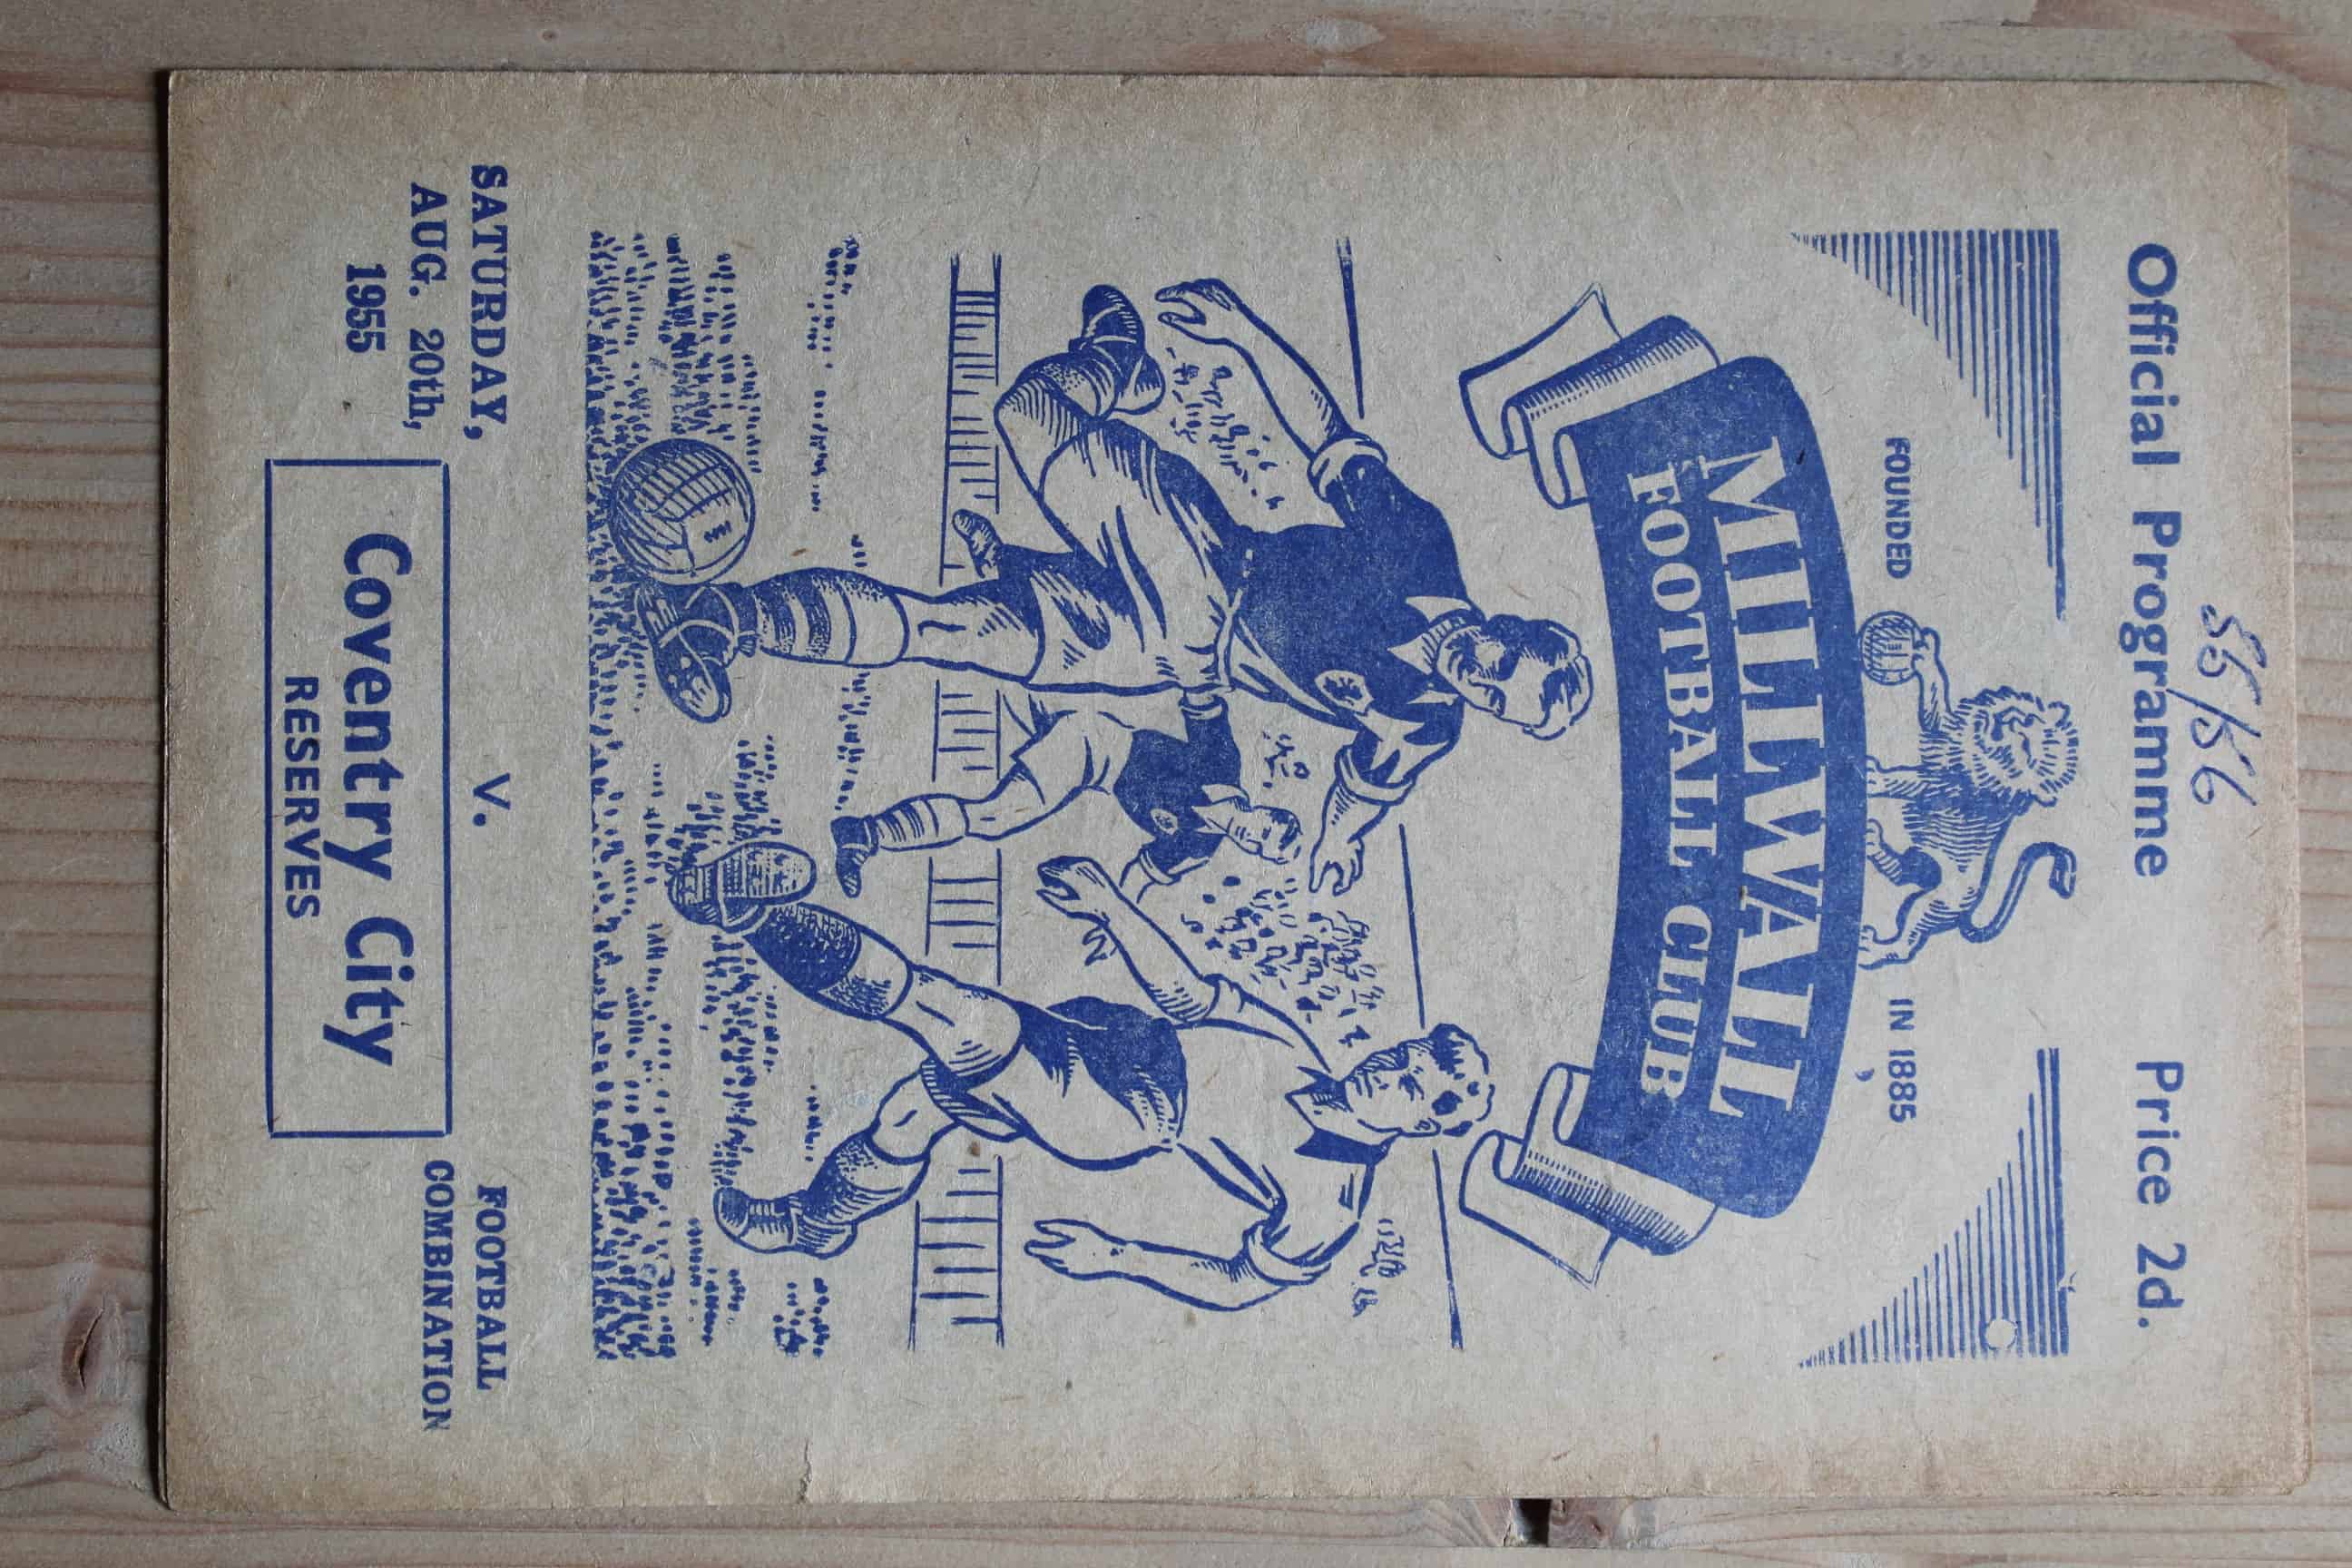 55/56
Official Programme Price 2d.
FOUNDED IN 1885
MILLWALL
FOOTBALL CLUB
SATURDAY,
AUG. 20th,
1955
V.
FOOTBALL
COMBINATION
Coventry City
RESERVES